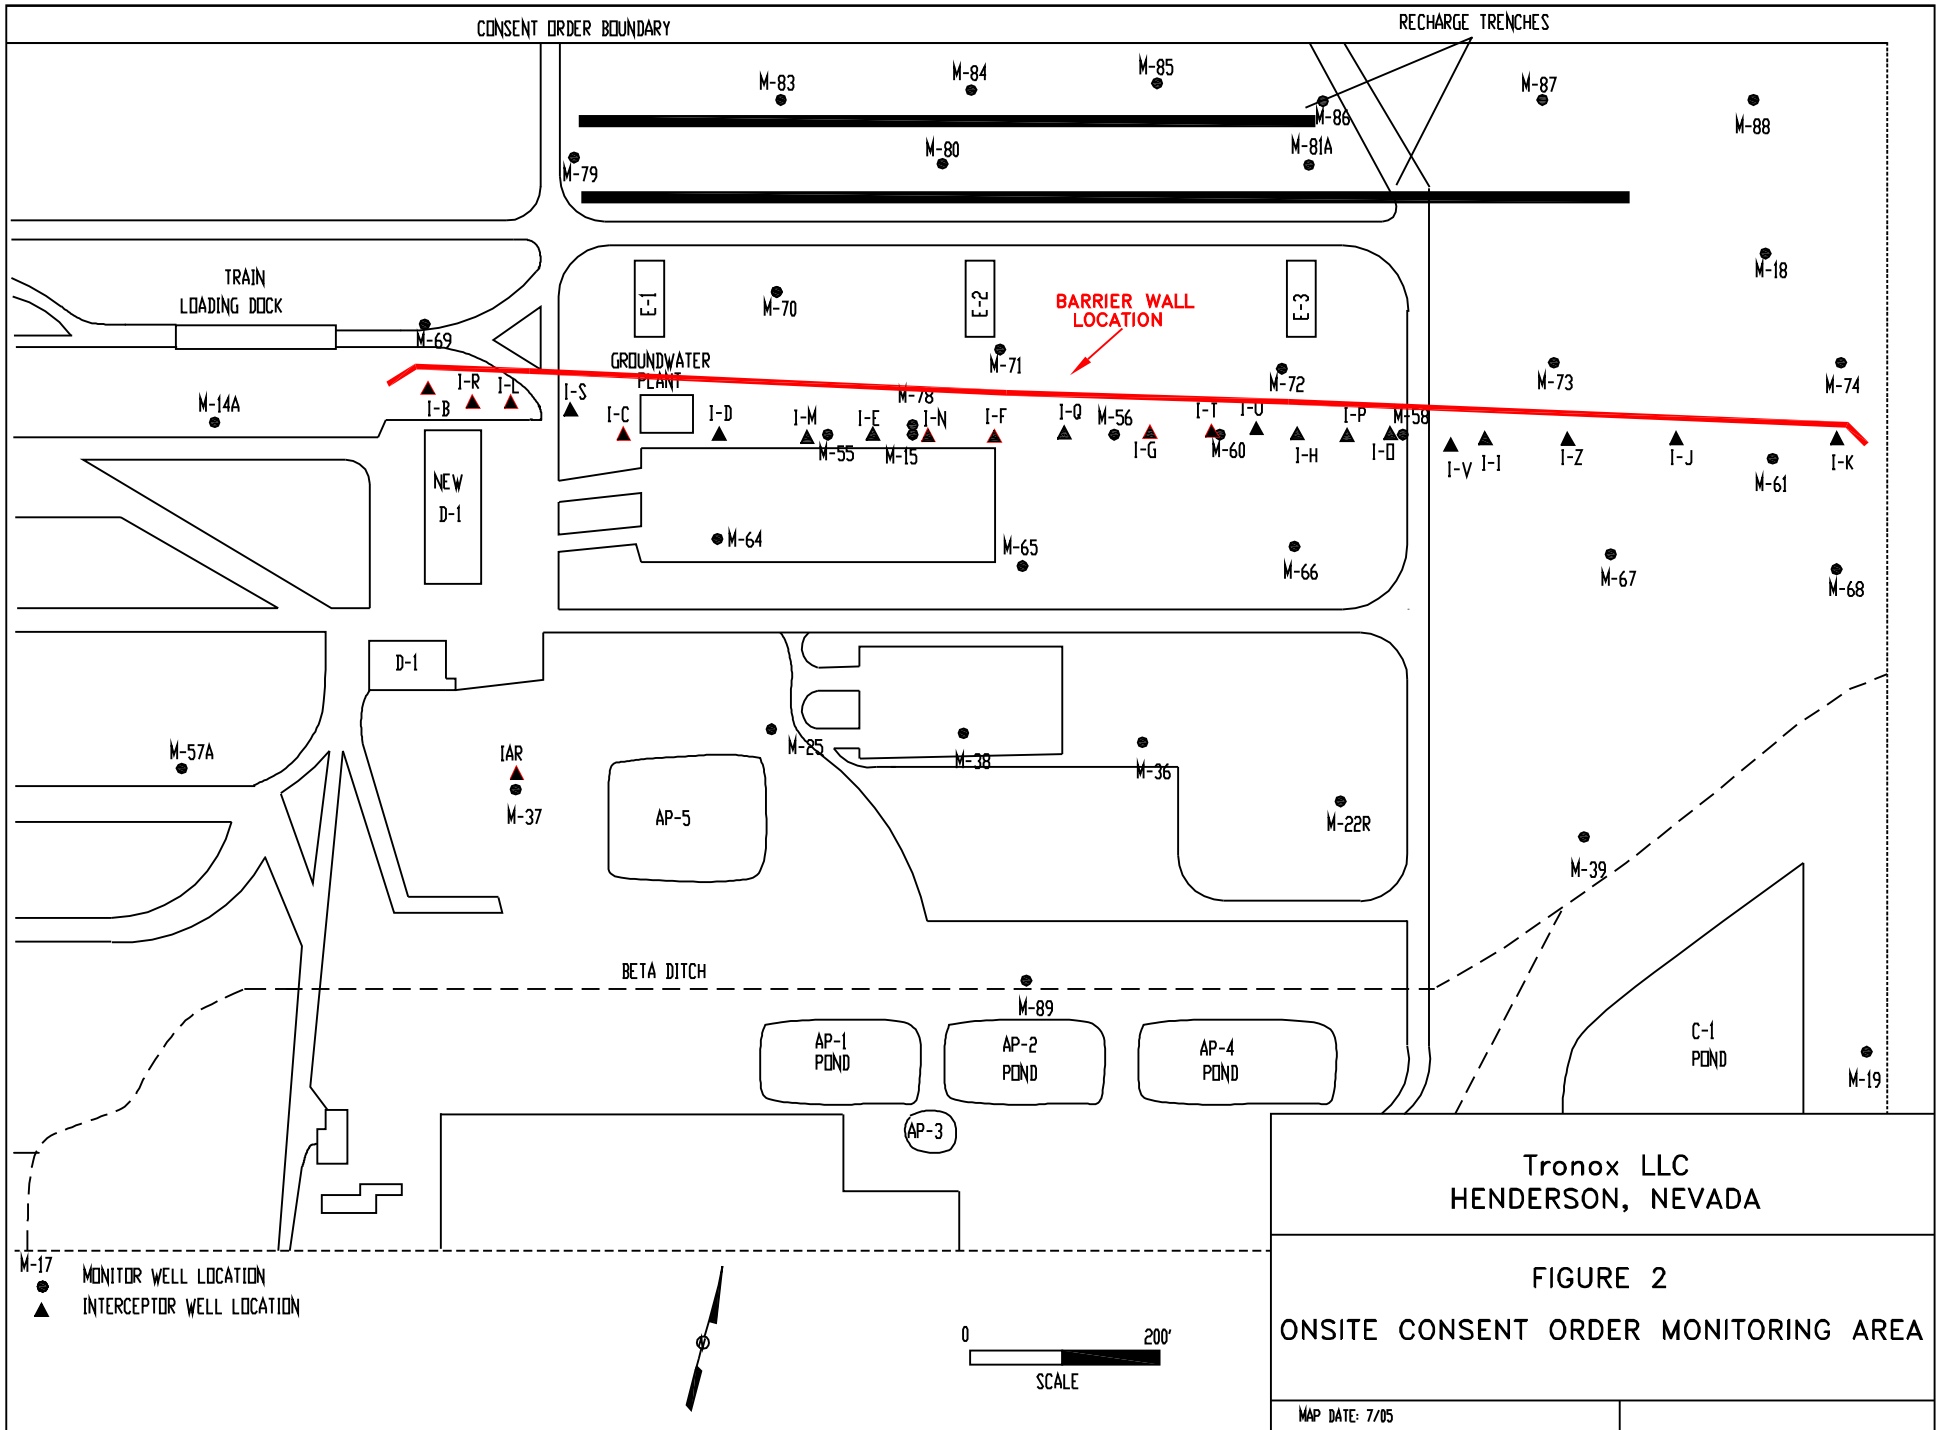 CONSENT ORDER BOUNDARY
RECHARGE TRENCHES
M-83
M-84
M-85
M-86
M-87
M-88
M-79
M-80
M-81A
M-18
TRAIN
LOADING DOCK
E-1
M-70
E-2
BARRIER WALL
LOCATION
E-3
M-69
GROUNDWATER
PLANT
M-71
M-72
M-73
M-74
M-14A
I-B
I-R
I-L
I-S
I-C
I-D
I-M
M-55
I-E
M-78
M-15
I-N
I-F
I-Q
M-56
I-G
I-T
M-60
I-U
I-H
I-P
I-O
M-58
I-V
I-I
I-Z
I-J
M-61
I-K
NEW
D-1
M-64
M-65
M-66
M-67
M-68
D-1
M-57A
IAR
M-37
M-25
M-38
M-36
AP-5
M-22R
M-39
BETA DITCH
M-89
AP-1
POND
AP-2
POND
AP-4
POND
C-1
POND
M-19
AP-3
Tronox LLC
HENDERSON, NEVADA
M-17
MONITOR WELL LOCATION
INTERCEPTOR WELL LOCATION
FIGURE 2
ONSITE CONSENT ORDER MONITORING AREA
0 200'
SCALE
MAP DATE: 7/05